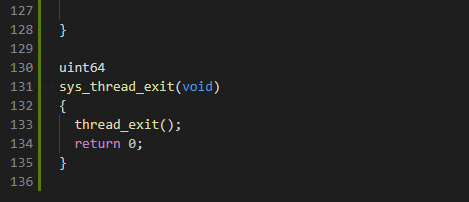 127
128 }
129
130 uint64
131 sys_thread_exit(void)
132 {
133 thread_exit();
134 return 0;
135 }
136